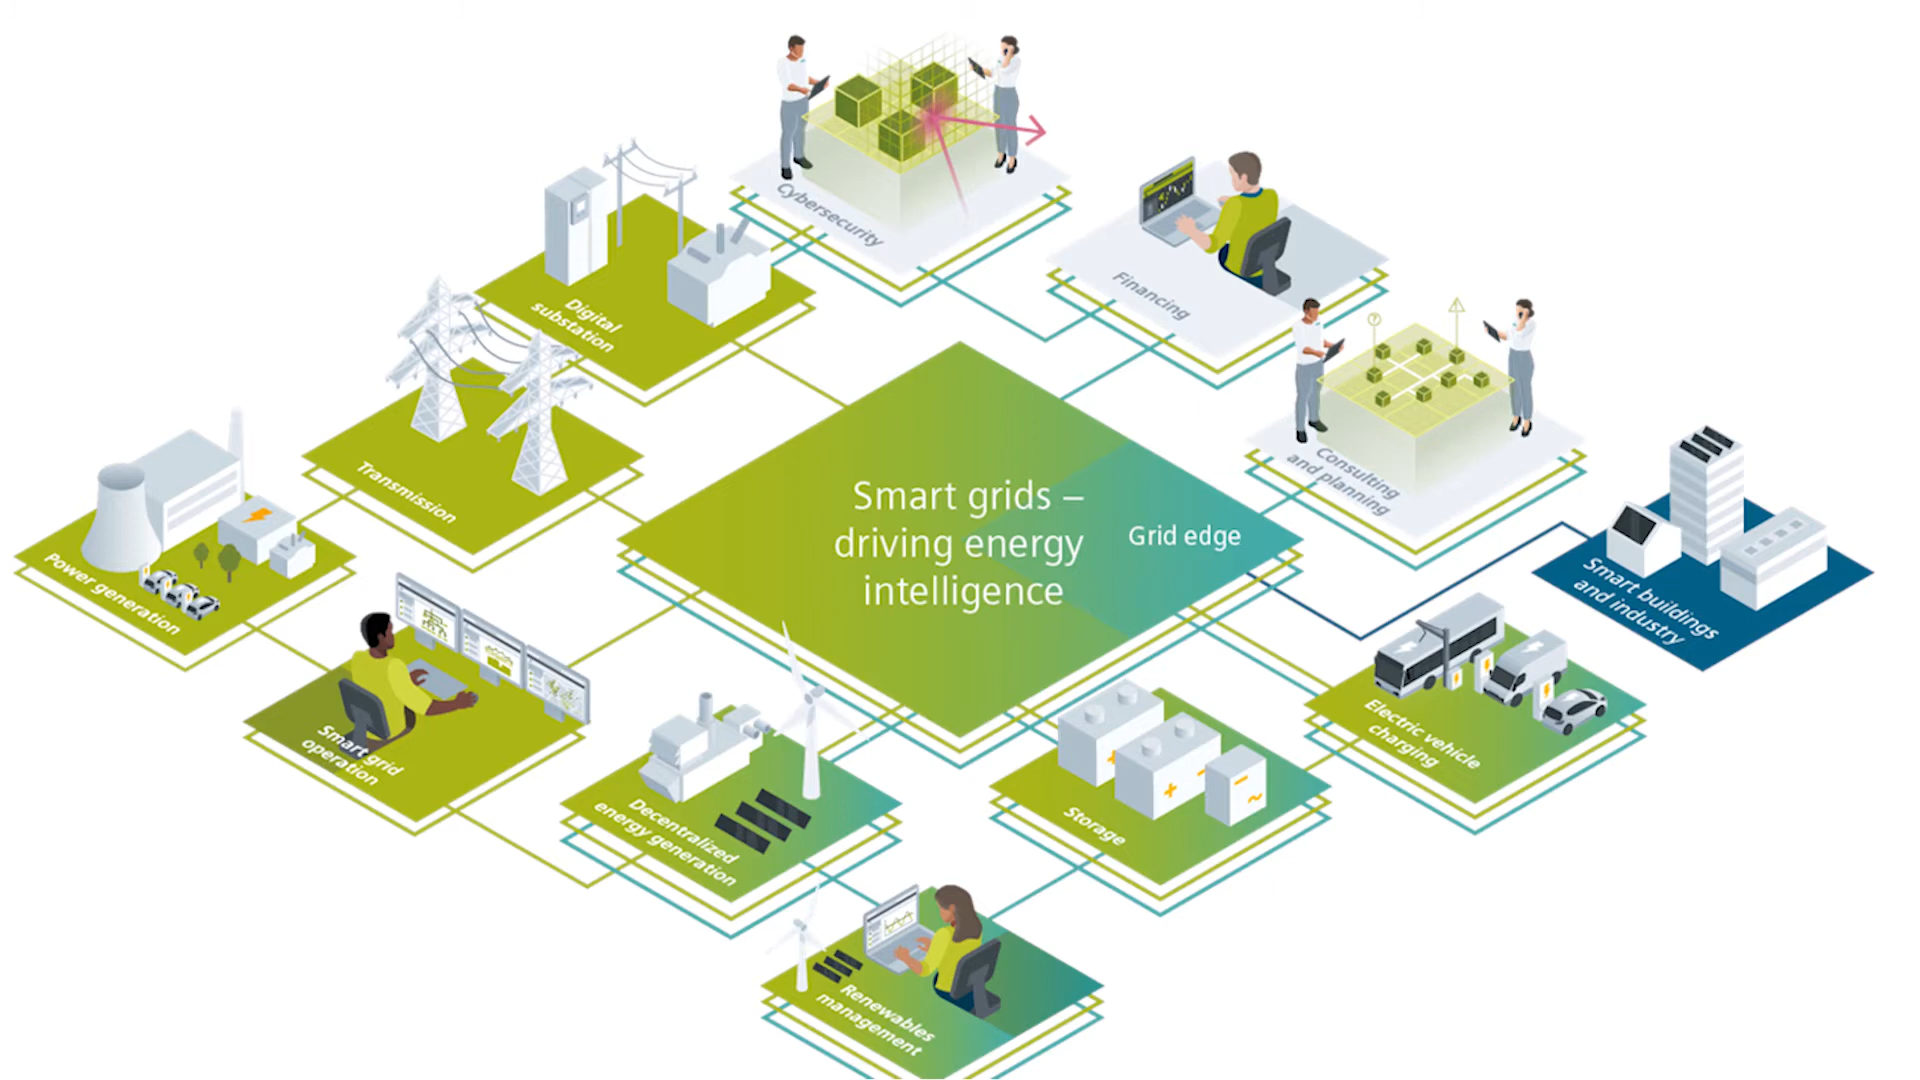 Cybersecurity
Financing
Digital
substation
Consulting
and planning
Transmission
Smart grids –
driving energy
intelligence
Grid edge
Power generation
Smart buildings
and industry
Smart grid
operation
Electric vehicle
charging
Decentralized
energy generation
Storage
Renewables
management